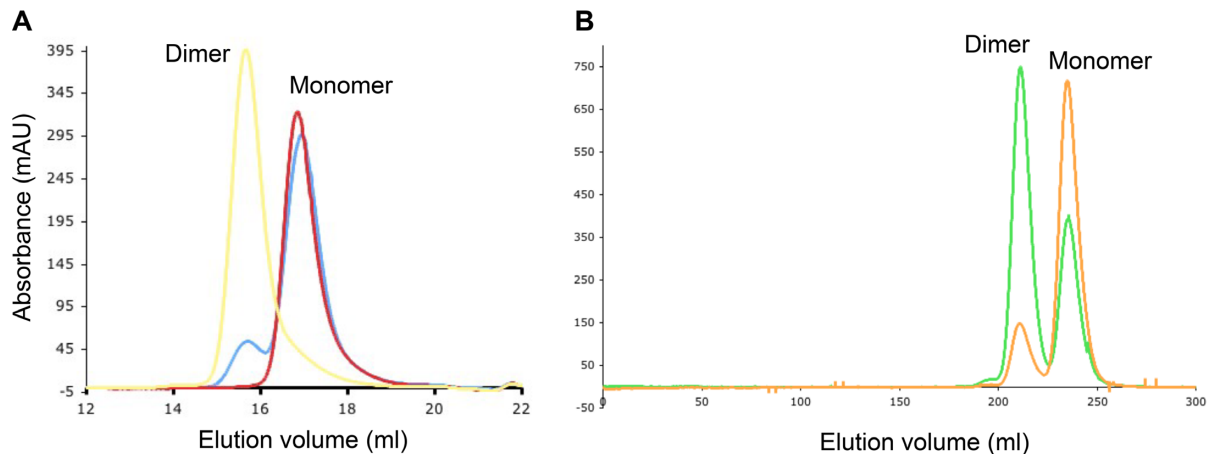 A
Dimer
Monomer
395
345
295
245
195
145
95
45
-5
12 14 16 18 20 22
Absorbance (mAU)
Elution volume (ml)
B
Dimer
Monomer
750
650
550
450
350
250
150
50
-50
0 50 100 150 200 250 300
Elution volume (ml)